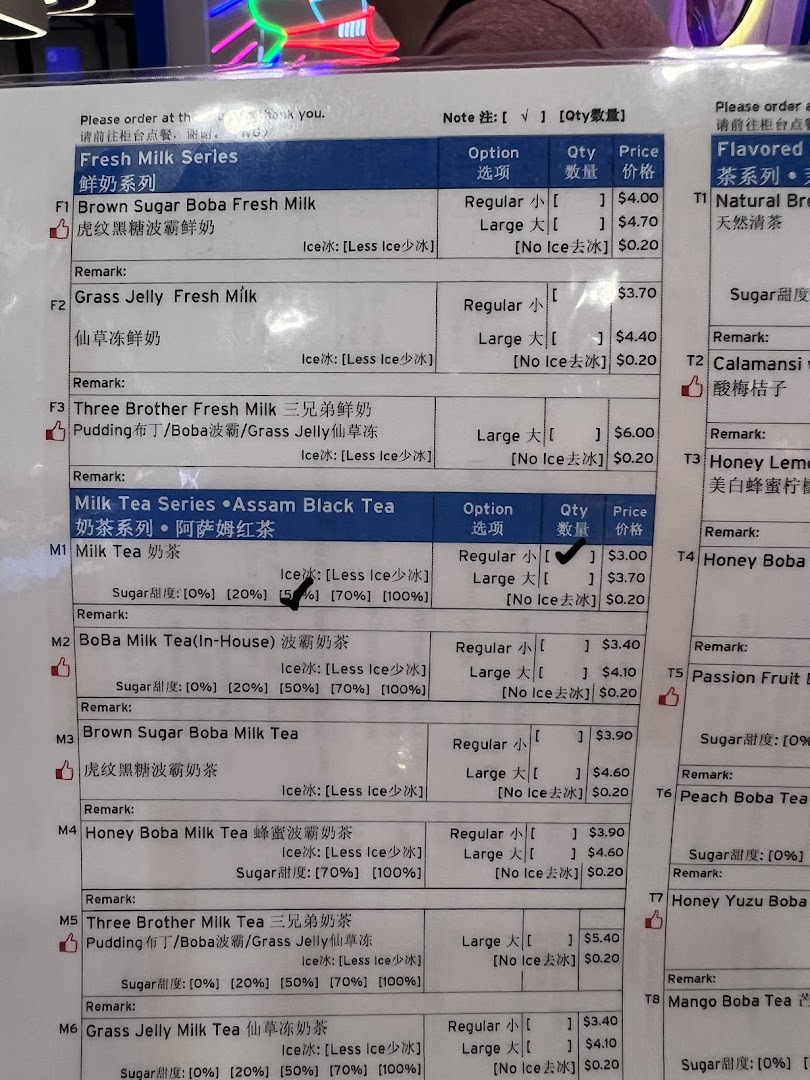 Please order at th thank you.
Note 注: [ √ ] [Qty数量]
请前往柜台点餐，谢谢。
Fresh Milk Series Option Qty Price
鲜奶系列 选项 数量 价格
F1 Brown Sugar Boba Fresh Milk Regular 小 [ ] $4.00
虎纹黑糖波霸鲜奶 Large 大 [ ] $4.70
Ice冰: [Less Ice少冰] [No Ice去冰] $0.20
Remark:
F2 Grass Jelly Fresh Milk Regular 小 [ ] $3.70
仙草冻鲜奶 Large 大 [ ] $4.40
Ice冰: [Less Ice少冰] [No Ice去冰] $0.20
Remark:
F3 Three Brother Fresh Milk 三兄弟鲜奶
Pudding布丁/Boba波霸/Grass Jelly仙草冻 Large 大 [ ] $6.00
Ice冰: [Less Ice少冰] [No Ice去冰] $0.20
Remark:
Milk Tea Series •Assam Black Tea Option Qty Price
奶茶系列 • 阿萨姆红茶 选项 数量 价格
M1 Milk Tea 奶茶 Regular 小 [ ✓ ] $3.00
Ice冰: [Less Ice少冰] Large 大 [ ] $3.70
Sugar甜度: [0%] [20%] [50%] [70%] [100%] [No Ice去冰] $0.20
Remark:
M2 BoBa Milk Tea(In-House) 波霸奶茶 Regular 小 [ ] $3.40
Ice冰: [Less Ice少冰] Large 大 [ ] $4.10
Sugar甜度: [0%] [20%] [50%] [70%] [100%] [No Ice去冰] $0.20
Remark:
M3 Brown Sugar Boba Milk Tea Regular 小 [ ] $3.90
虎纹黑糖波霸奶茶 Large 大 [ ] $4.60
Ice冰: [Less Ice少冰] [No Ice去冰] $0.20
Remark:
M4 Honey Boba Milk Tea 蜂蜜波霸奶茶 Regular 小 [ ] $3.90
Ice冰: [Less Ice少冰] Large 大 [ ] $4.60
Sugar甜度: [70%] [100%] [No Ice去冰] $0.20
Remark:
M5 Three Brother Milk Tea 三兄弟奶茶
Pudding布丁/Boba波霸/Grass Jelly仙草冻 Large 大 [ ] $5.40
Ice冰: [Less Ice少冰] [No Ice去冰] $0.20
Sugar甜度: [0%] [20%] [50%] [70%] [100%]
Remark:
M6 Grass Jelly Milk Tea 仙草冻奶茶 Regular 小 [ ] $3.40
Ice冰: [Less Ice少冰] Large 大 [ ] $4.10
Sugar甜度: [0%] [20%] [50%] [70%] [100%] [No Ice去冰] $0.20
Please order
请前往柜台点餐
Flavored
茶系列 •
T1 Natural Bre
天然清茶
Sugar甜度
Remark:
T2 Calamansi
酸梅桔子
Remark:
T3 Honey Lemo
美白蜂蜜柠檬
Remark:
T4 Honey Boba
Remark:
T5 Passion Fruit
Sugar甜度: [0%
Remark:
T6 Peach Boba Tea
Sugar甜度: [0%]
Remark:
T7 Honey Yuzu Boba
Remark:
T8 Mango Boba Tea
Sugar甜度: [0%] [